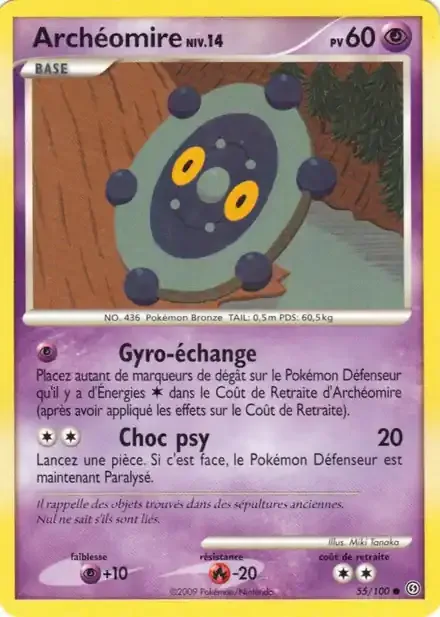 Archéomire NIV.14 PV 60
BASE
NO. 436 Pokémon Bronze TAIL: 0,5m PDS: 60,5kg
Gyro-échange
Placez autant de marqueurs de dégât sur le Pokémon Défenseur
qu'il y a d'Énergies dans le Coût de Retraite d'Archéomire
(après avoir appliqué les effets sur le Coût de Retraite).
Choc psy 20
Lancez une pièce. Si c'est face, le Pokémon Défenseur est
maintenant Paralysé.
Il rappelle des objets trouvés dans des sépultures anciennes.
Nul ne sait s'ils sont liés.
Illus. Miki Tanaka
faiblesse résistance coût de retraite
+10 -20
©2009 Pokémon/Nintendo 55/100